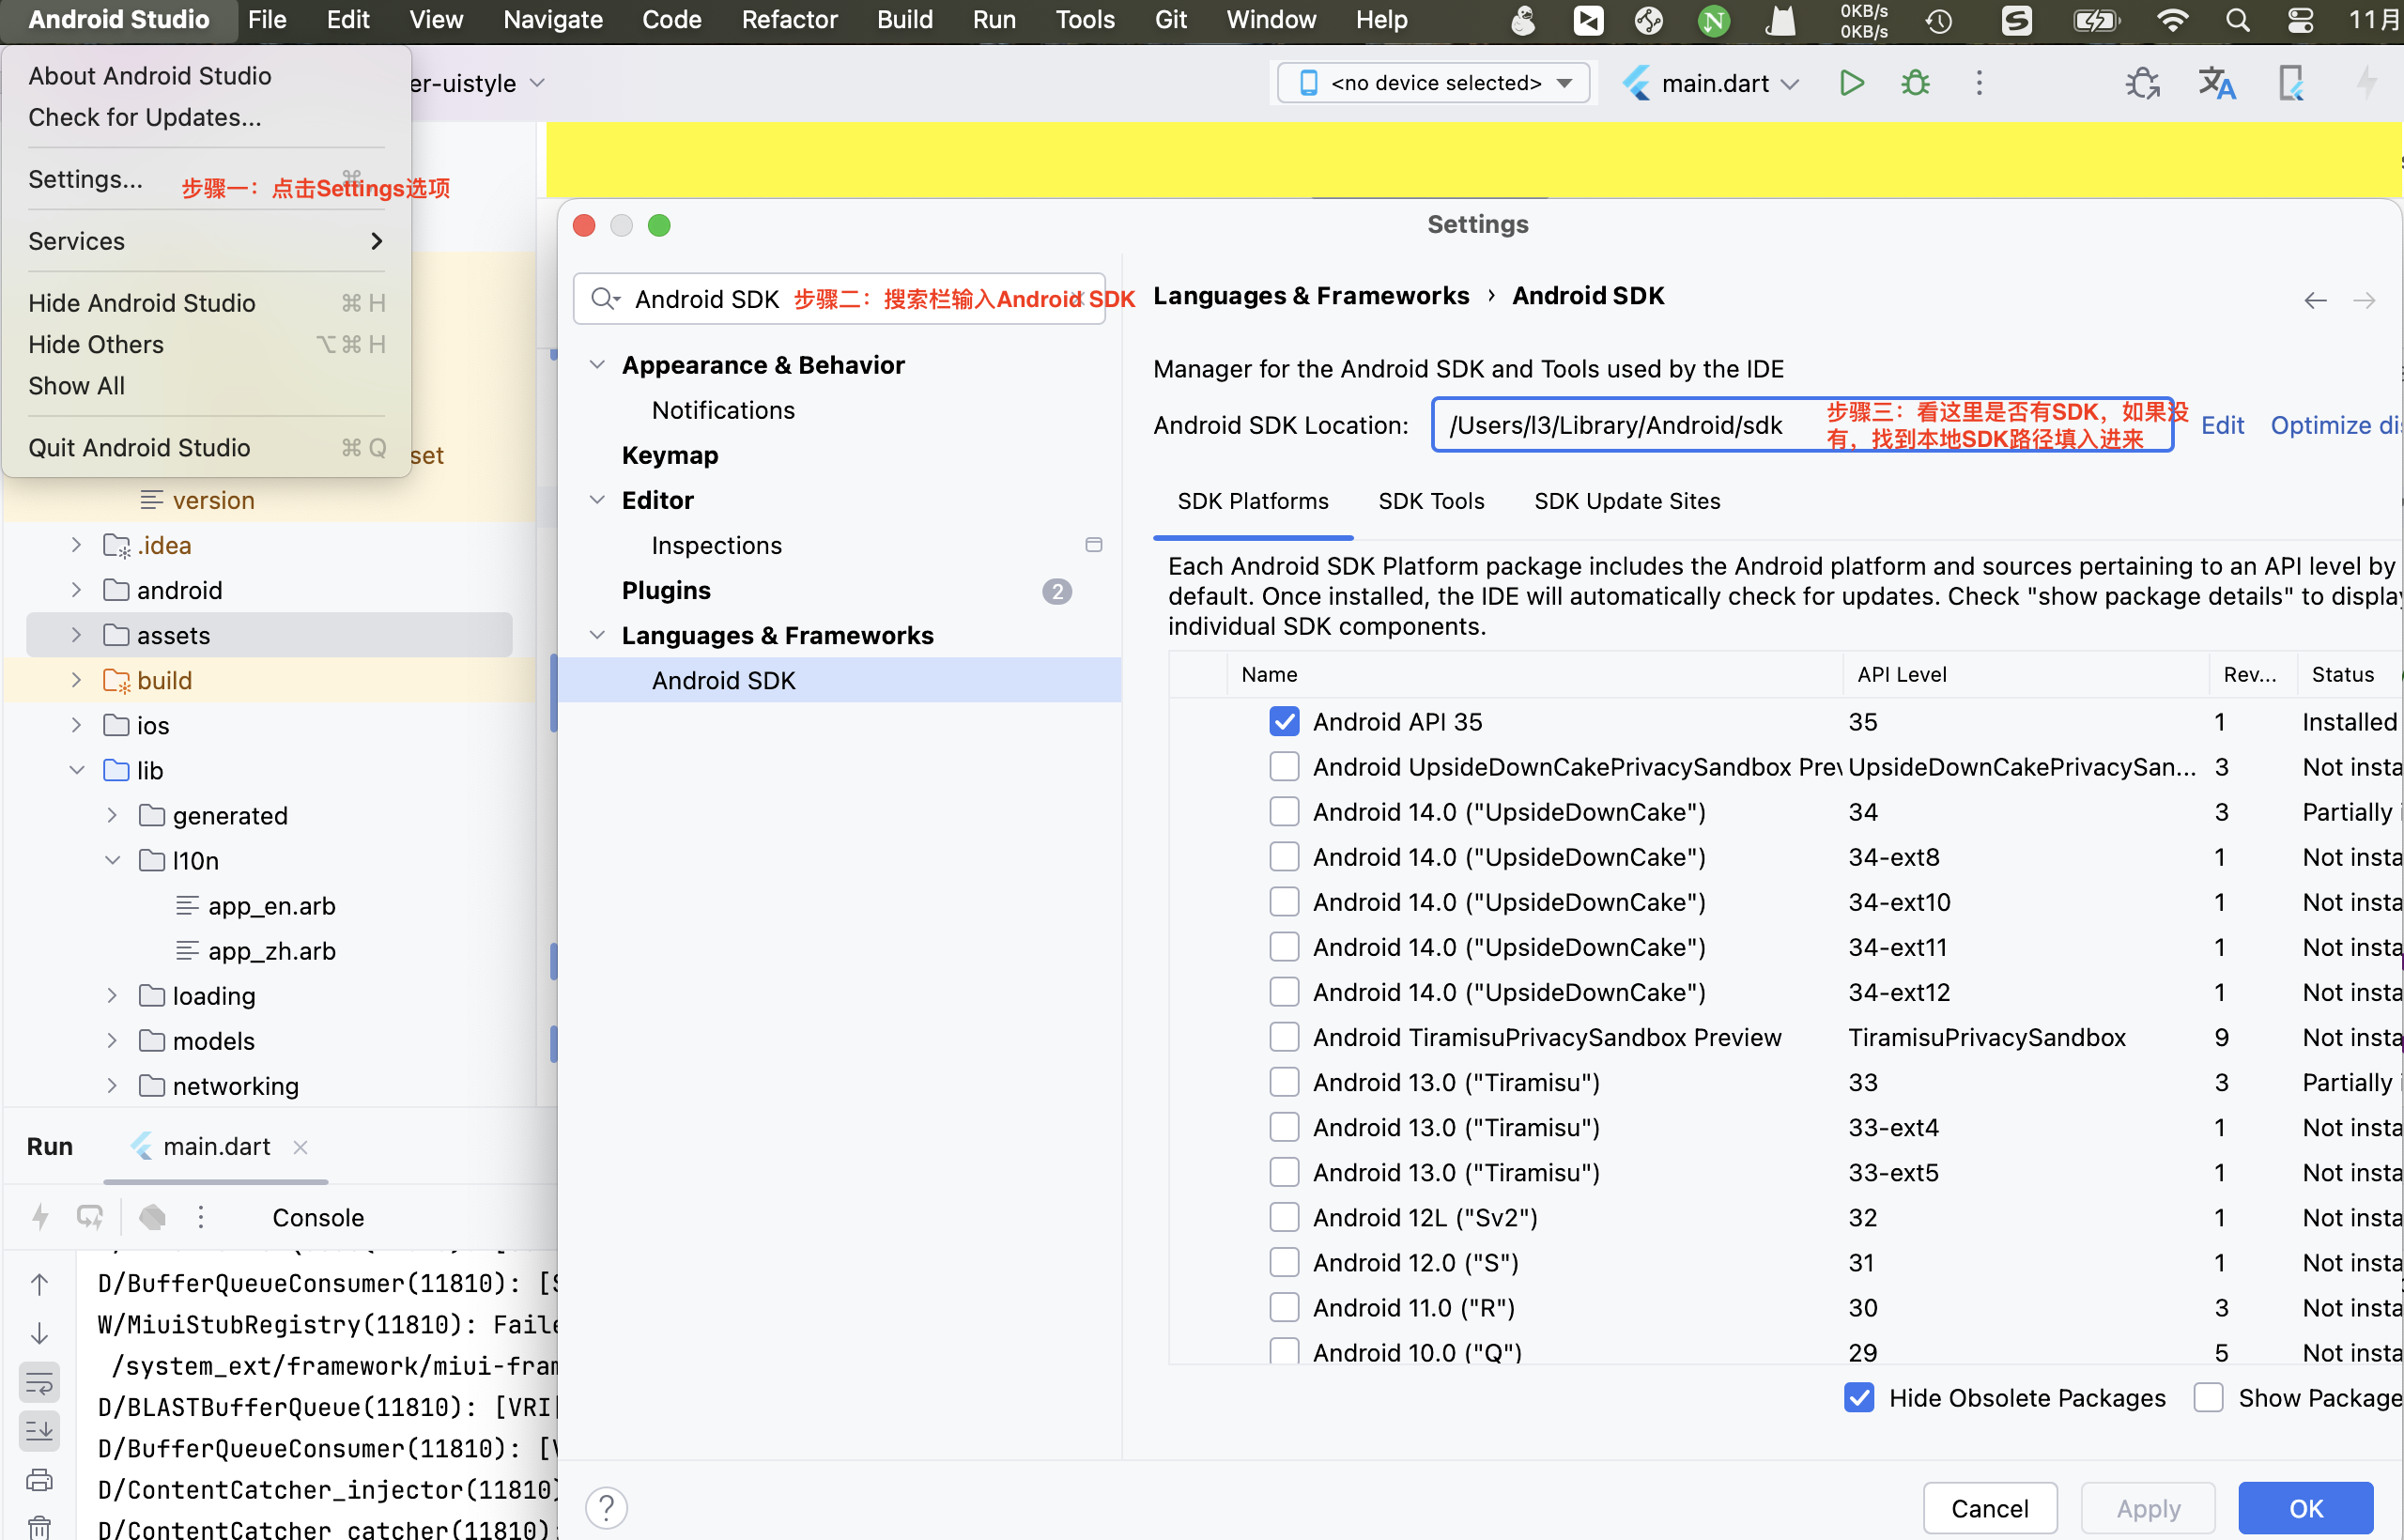 Android Studio File Edit View Navigate Code Refactor Build Run Tools Git Window Help 0KB/s 11月
0KB/s
About Android Studio
Check for Updates...
Settings...
步骤一：点击Settings选项
Services
Hide Android Studio ⌘ H
Hide Others ⌥ ⌘ H
Show All
Quit Android Studio ⌘ Q
er-uistyle
<no device selected>
main.dart
set
version
.idea
android
assets
build
ios
lib
generated
l10n
app_en.arb
app_zh.arb
loading
models
networking
Settings
Android SDK
步骤二：搜索栏输入Android SDK
Appearance & Behavior
Notifications
Keymap
Editor
Inspections
Plugins 2
Languages & Frameworks
Android SDK
Languages & Frameworks › Android SDK
Manager for the Android SDK and Tools used by the IDE
Android SDK Location: /Users/l3/Library/Android/sdk
步骤三：看这里是否有SDK，如果没
有，找到本地SDK路径填入进来
Edit Optimize dis
SDK Platforms SDK Tools SDK Update Sites
Each Android SDK Platform package includes the Android platform and sources pertaining to an API level by
default. Once installed, the IDE will automatically check for updates. Check "show package details" to display
individual SDK components.
Name API Level Rev... Status
Android API 35 35 1 Installed
Android UpsideDownCakePrivacySandbox Prev UpsideDownCakePrivacySan... 3 Not insta
Android 14.0 ("UpsideDownCake") 34 3 Partially i
Android 14.0 ("UpsideDownCake") 34-ext8 1 Not insta
Android 14.0 ("UpsideDownCake") 34-ext10 1 Not insta
Android 14.0 ("UpsideDownCake") 34-ext11 1 Not insta
Android 14.0 ("UpsideDownCake") 34-ext12 1 Not insta
Android TiramisuPrivacySandbox Preview TiramisuPrivacySandbox 9 Not insta
Android 13.0 ("Tiramisu") 33 3 Partially i
Android 13.0 ("Tiramisu") 33-ext4 1 Not insta
Android 13.0 ("Tiramisu") 33-ext5 1 Not insta
Android 12L ("Sv2") 32 1 Not insta
Android 12.0 ("S") 31 1 Not insta
Android 11.0 ("R") 30 3 Not insta
Android 10.0 ("Q") 29 5 Not insta
Hide Obsolete Packages Show Package
Cancel Apply OK
Run main.dart
Console
D/BufferQueueConsumer(11810): [S
W/MiuiStubRegistry(11810): Faile
/system_ext/framework/miui-fram
D/BLASTBufferQueue(11810): [VRI
D/BufferQueueConsumer(11810): [V
D/ContentCatcher_injector(11810)
D/ContentCatcher_catcher(11810):